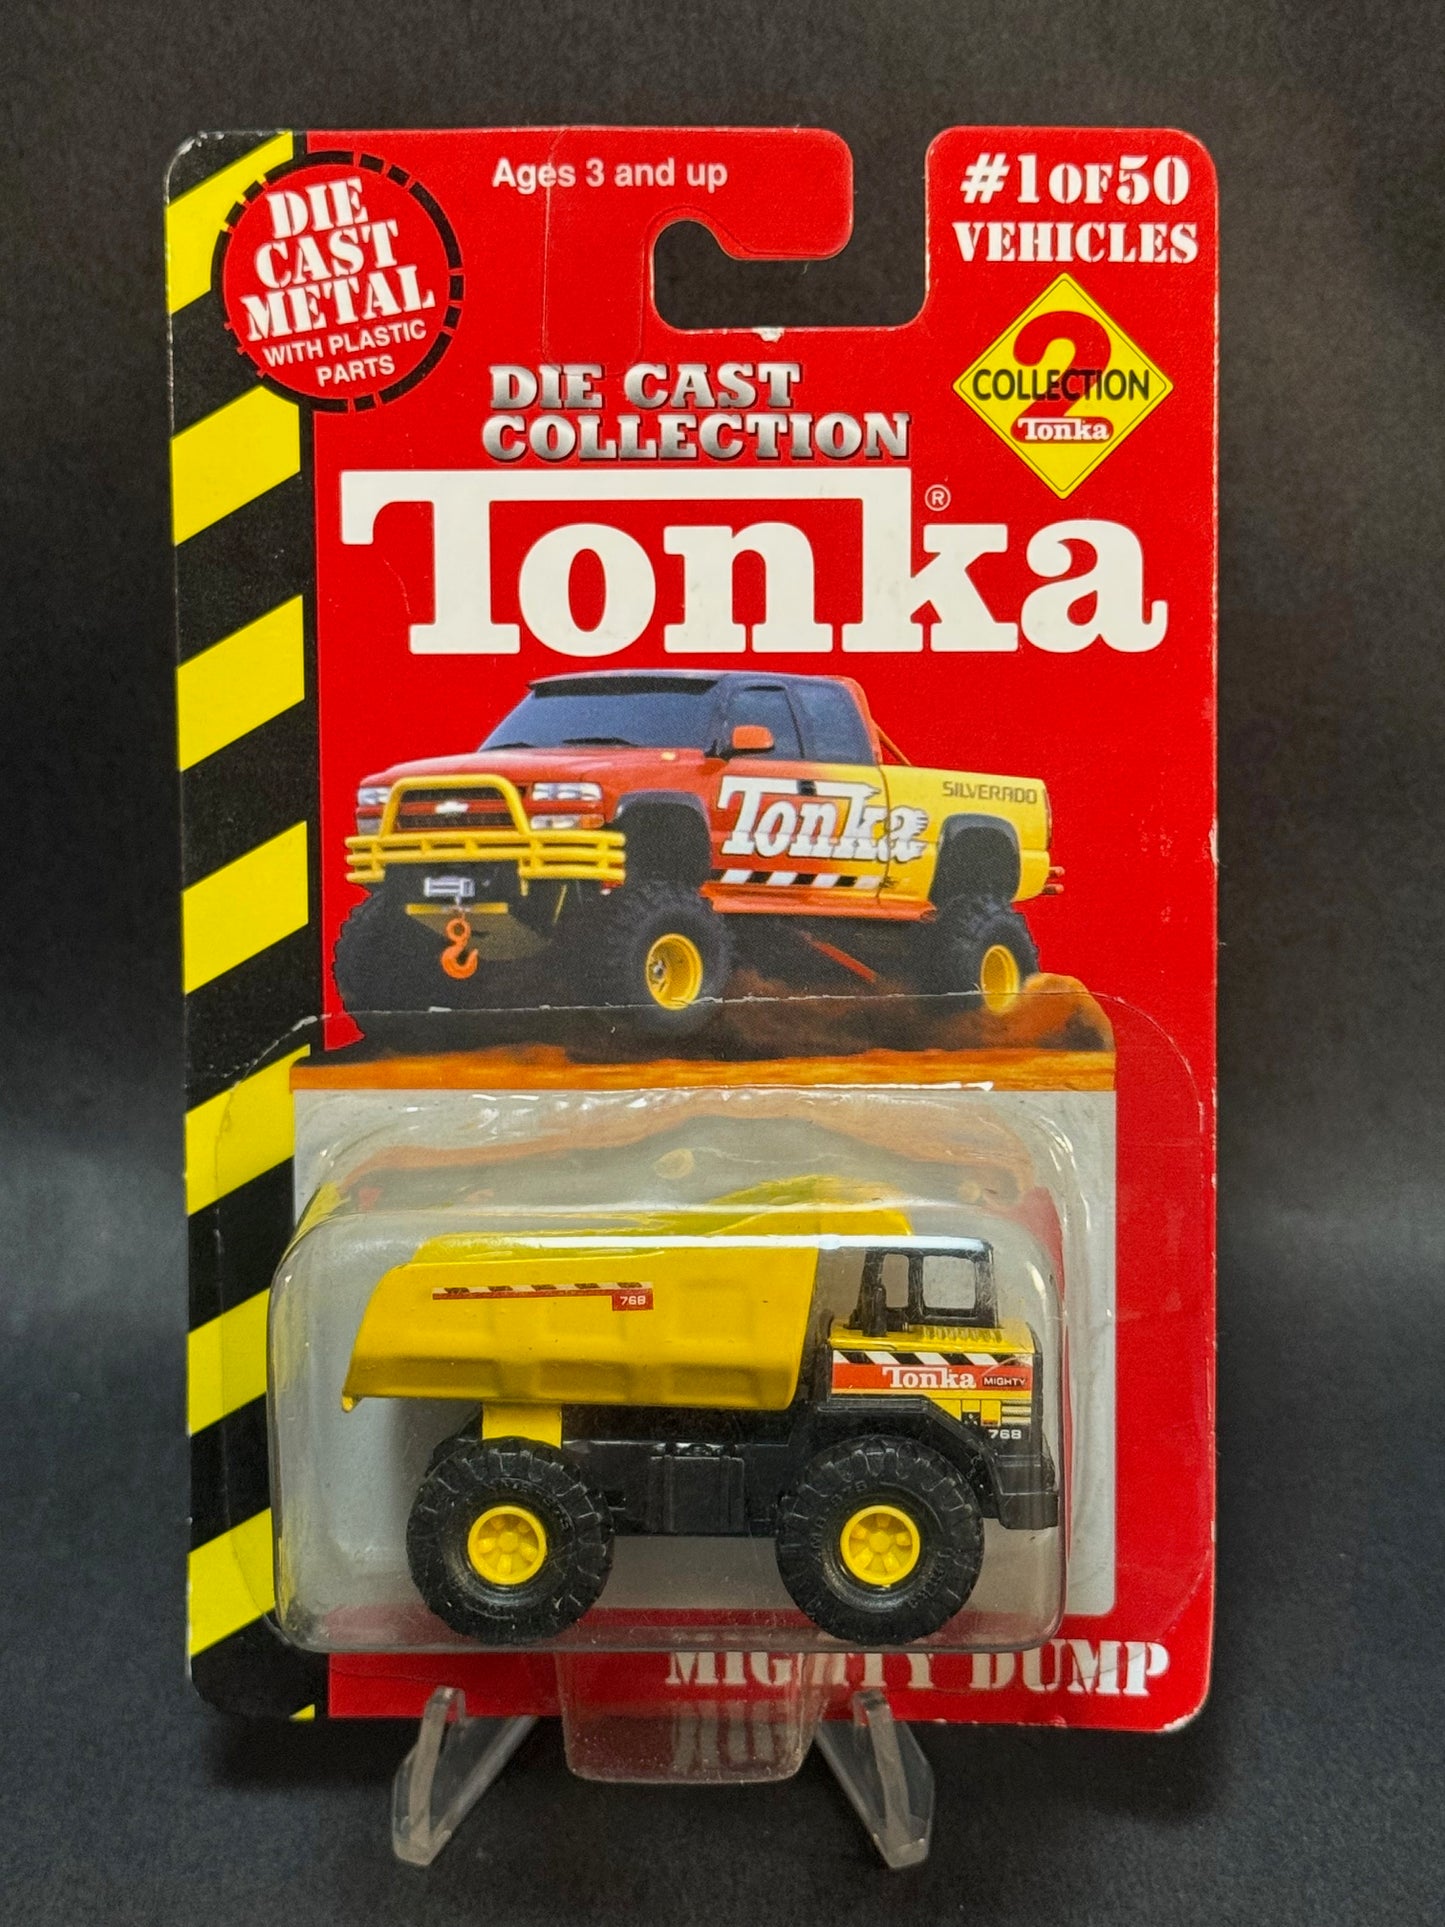 Ages 3 and up
#1 OF 50
VEHICLES
DIE
CAST
METAL
WITH PLASTIC
PARTS
2
COLLECTION
Tonka
DIE CAST
COLLECTION
Tonka®
SILVERADO
Tonka
768
Tonka MIGHTY
768
MIGHTY DUMP